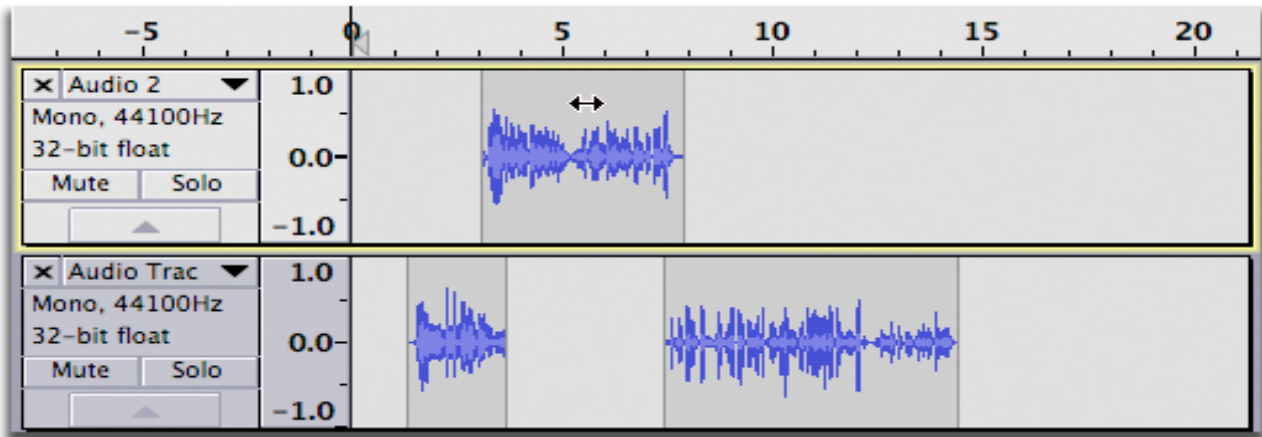 -5 0 5 10 15 20
× Audio 2 1.0
Mono, 44100Hz
32-bit float 0.0
Mute Solo
-1.0
× Audio Trac 1.0
Mono, 44100Hz
32-bit float 0.0
Mute Solo
-1.0